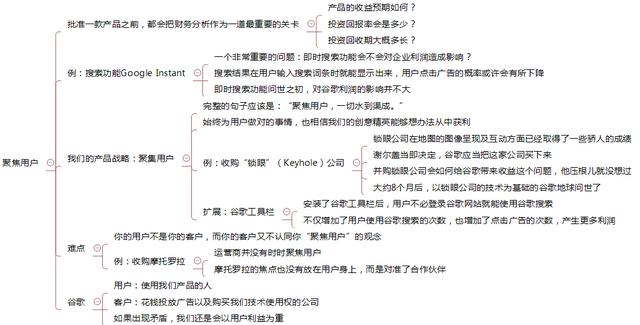 聚焦用户
批准一款产品之前，都会把财务分析作为一道最重要的关卡
产品的收益预期如何？
投资回报率会是多少？
投资回收期大概多长？
例：搜索功能Google Instant
一个非常重要的问题：即时搜索功能会不会对企业利润造成影响？
搜索结果在用户输入搜索词条时就能显示出来，用户点击广告的概率或许会有所下降
即时搜索功能问世之初，对谷歌利润的影响并不大
我们的产品战略：聚集用户
完整的句子应该是：“聚焦用户，一切水到渠成。”
始终为用户做对的事情，也相信我们的创意精英能够想办法从中获利
例：收购“锁眼”（Keyhole）公司
锁眼公司在地图的图像呈现及互动方面已经取得了一些骄人的成绩
谢尔盖当即决定，谷歌应当把这家公司买下来
并购锁眼公司会如何给谷歌带来收益这个问题，他压根儿就没想过
大约8个月后，以锁眼公司的技术为基础的谷歌地球问世了
扩展：谷歌工具栏
安装了谷歌工具栏后，用户不必登录谷歌网站就能使用谷歌搜索
不仅增加了用户使用谷歌搜索的次数，也增加了点击广告的次数，产生更多利润
难点
你的用户不是你的客户，而你的客户又不认同你“聚焦用户”的观念
例：收购摩托罗拉
运营商并没有时时聚焦用户
摩托罗拉的焦点也没有放在用户身上，而是对准了合作伙伴
谷歌
用户：使用我们产品的人
客户：花钱投放广告以及购买我们技术使用权的公司
如果出现矛盾，我们还是会以用户利益为重